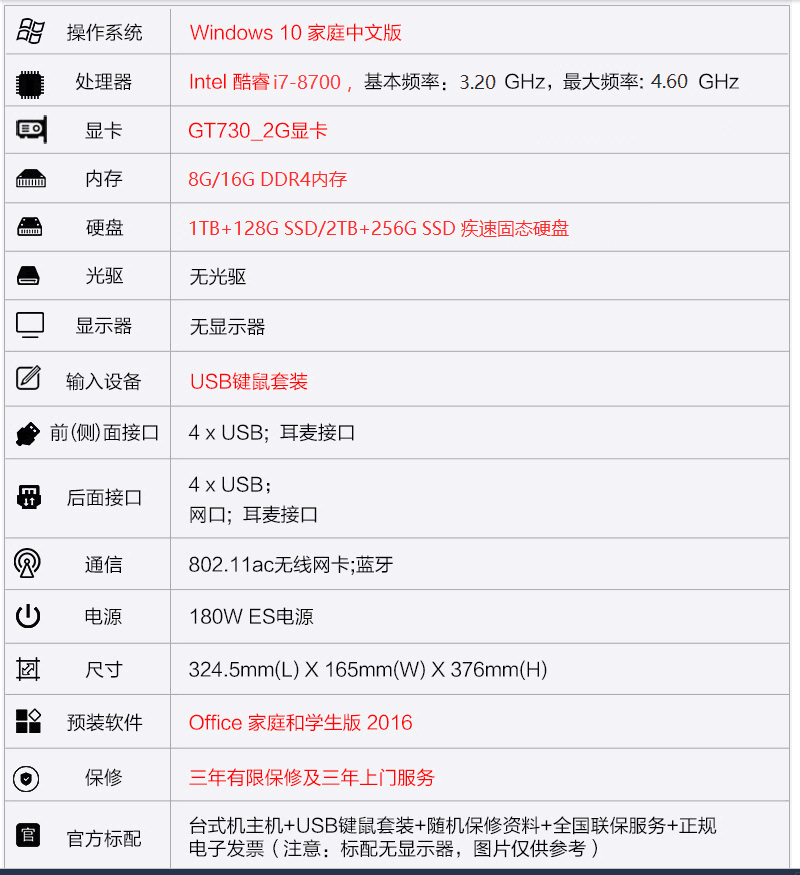 操作系统 Windows 10 家庭中文版
处理器 Intel 酷睿i7-8700，基本频率：3.20 GHz，最大频率: 4.60 GHz
显卡 GT730_2G显卡
内存 8G/16G DDR4内存
硬盘 1TB+128G SSD/2TB+256G SSD 疾速固态硬盘
光驱 无光驱
显示器 无显示器
输入设备 USB键鼠套装
前(侧)面接口 4 x USB；耳麦接口
后面接口 4 x USB；
网口；耳麦接口
通信 802.11ac无线网卡;蓝牙
电源 180W ES电源
尺寸 324.5mm(L) X 165mm(W) X 376mm(H)
预装软件 Office 家庭和学生版 2016
保修 三年有限保修及三年上门服务
官 官方标配 台式机主机+USB键鼠套装+随机保修资料+全国联保服务+正规
电子发票（注意：标配无显示器，图片仅供参考）